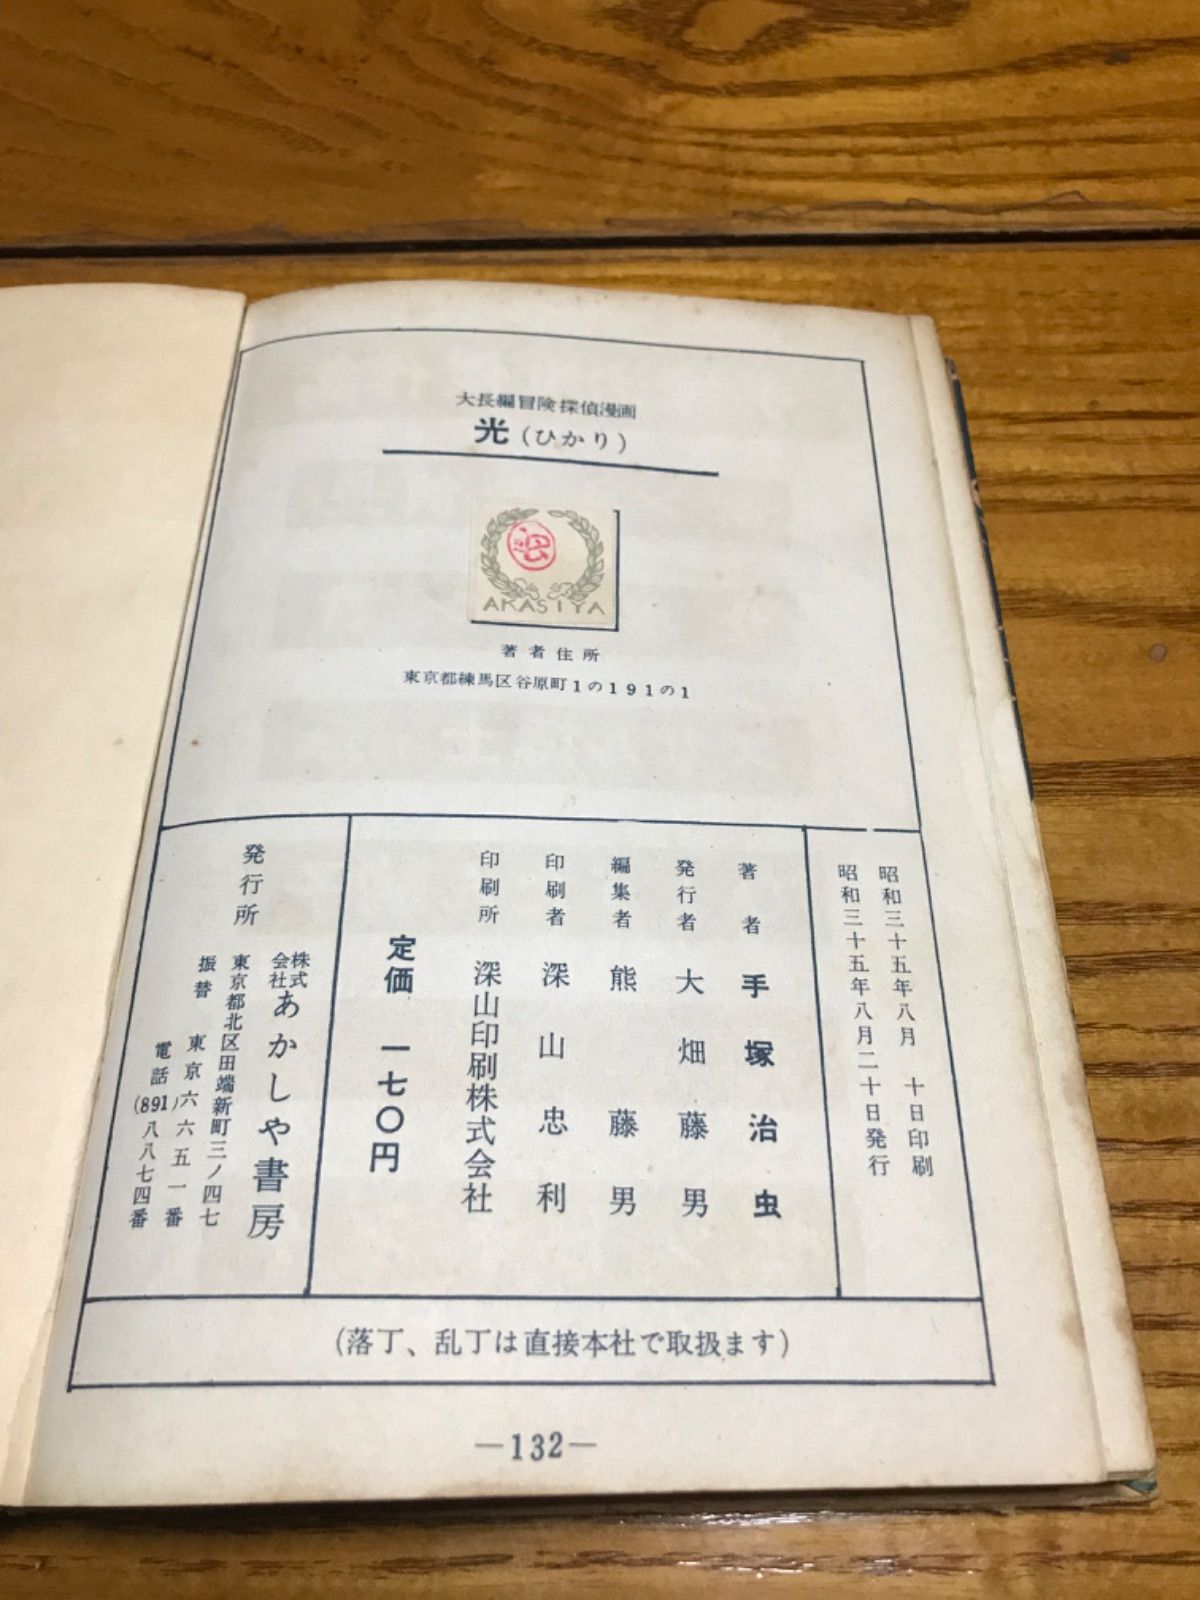 大長編冒険探偵漫画
光(ひかり)
治
AKASIYA
著者住所
東京都練馬区谷原町1の191の1
昭和三十五年八月 十日印刷
昭和三十五年八月二十日発行
著者 手塚治虫
発行者 大畑藤男
編集者 熊藤男
印刷者 深山忠利
印刷所 深山印刷株式会社
定価 一七〇円
発行所 株式会社あかしや書房
東京都北区田端新町三ノ四七
振替 東京六六五一番
電話(891)八八七四番
(落丁、乱丁は直接本社で取扱ます)
—132—